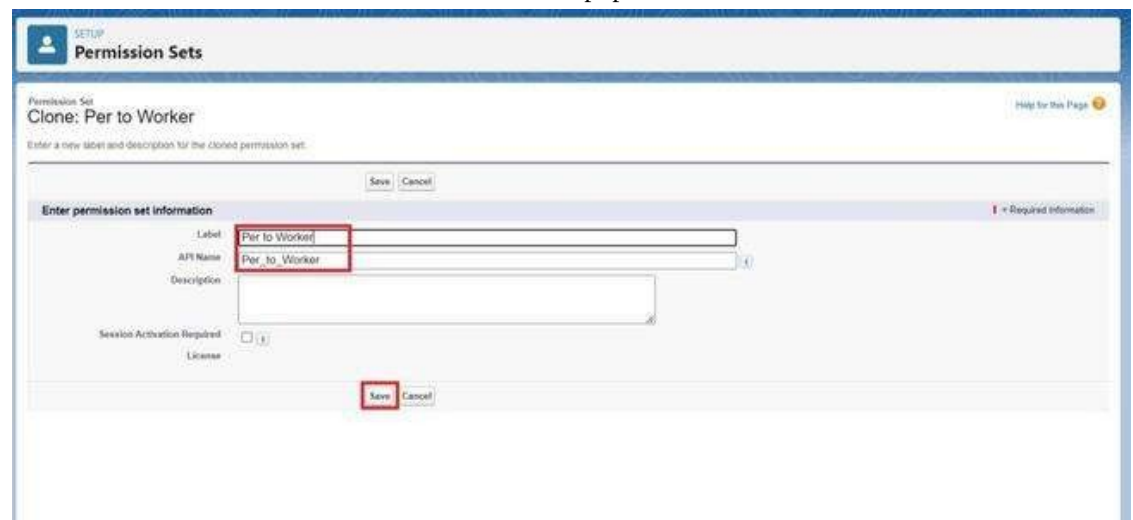 SETUP
Permission Sets
Permission Set
Clone: Per to Worker
Help for this Page
Enter a new label and description for the cloned permission set.
Save Cancel
Enter permission set information
= Required Information
Label Per to Worker
API Name Per_to_Worker
Description
Session Activation Required
License
Save Cancel